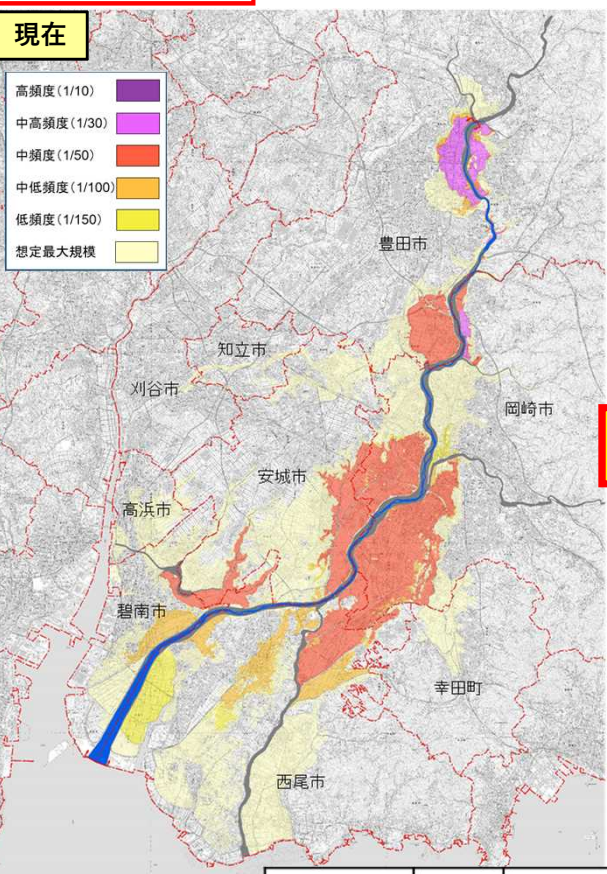 現在
高頻度(1/10)
中高頻度(1/30)
中頻度(1/50)
中低頻度(1/100)
低頻度(1/150)
想定最大規模
豊田市
知立市
刈谷市
岡崎市
安城市
高浜市
碧南市
幸田町
西尾市